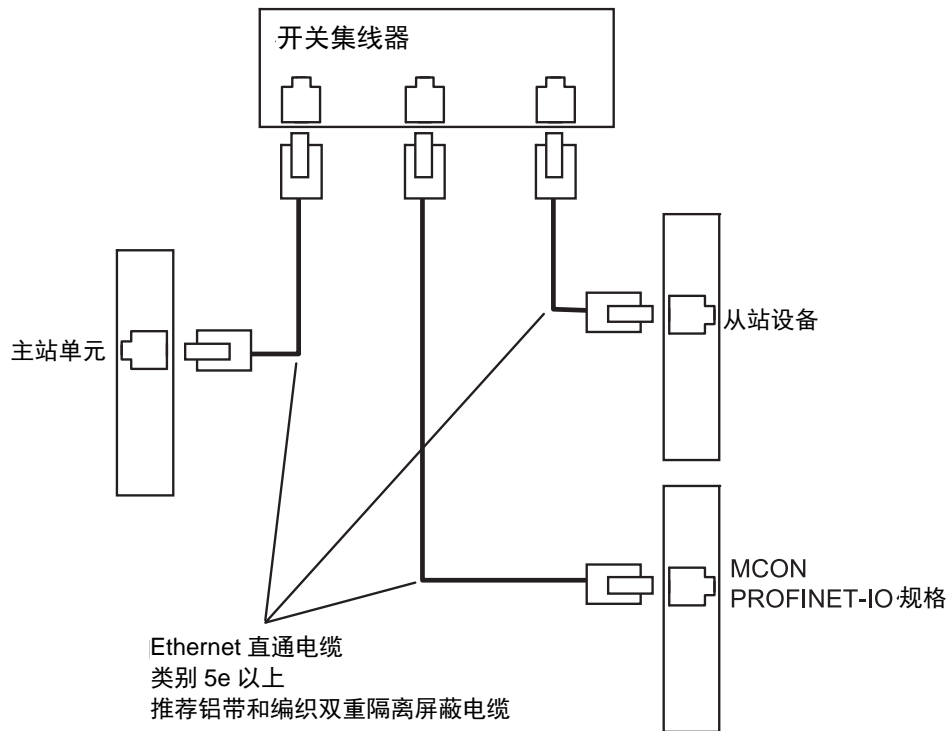 开关集线器
主站单元
从站设备
MCON
PROFINET-IO 规格
Ethernet 直通电缆
类别 5e 以上
推荐铝带和编织双重隔离屏蔽电缆